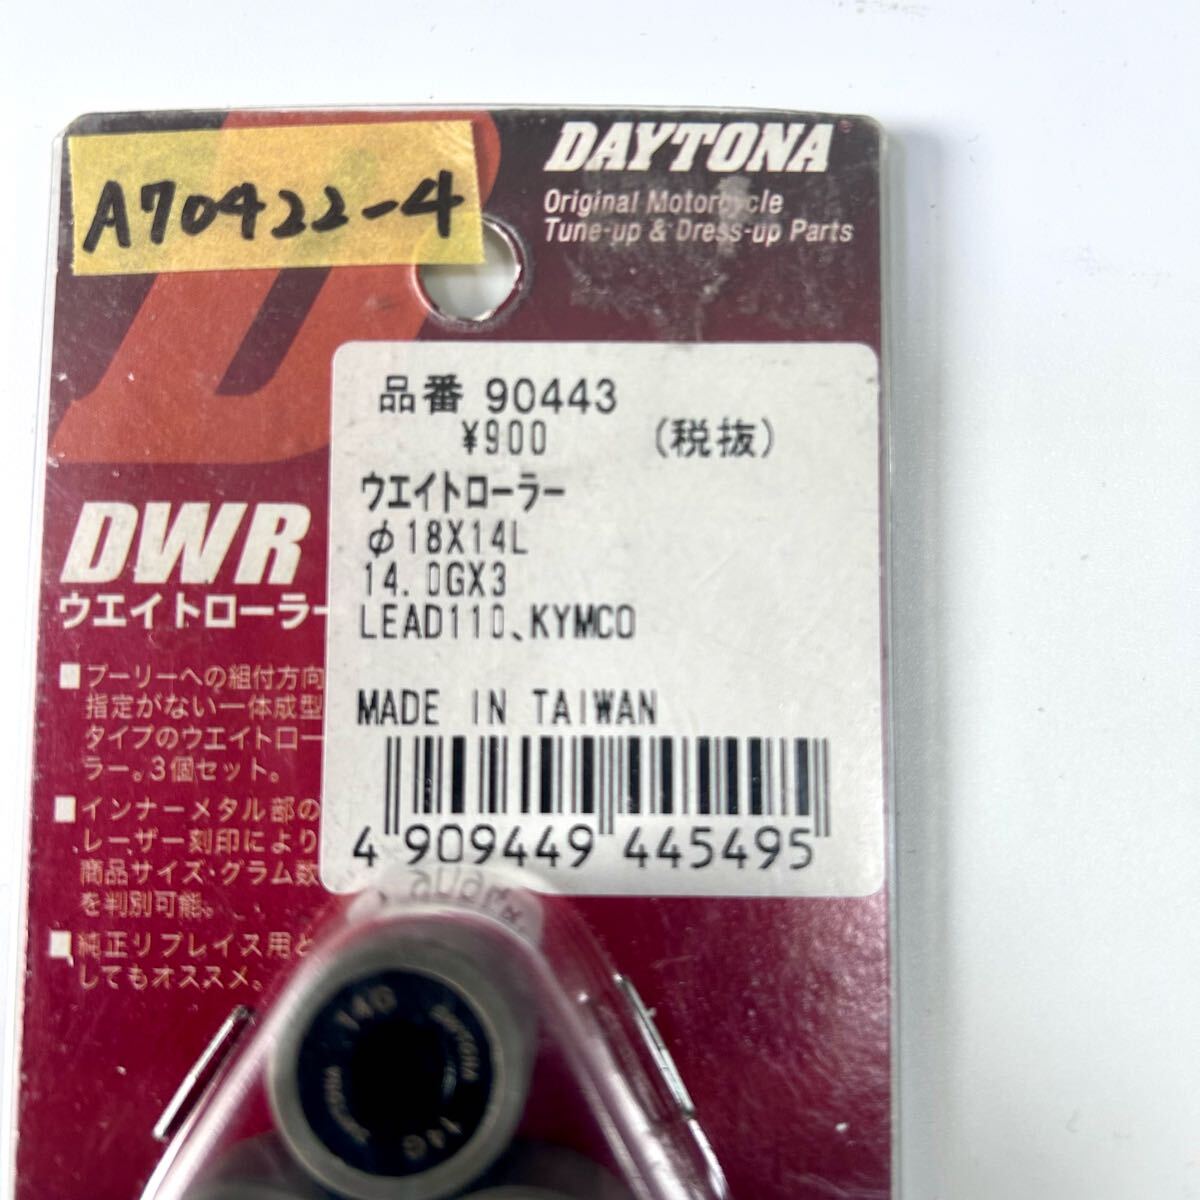 A70422-4
DAYTONA
Original Motorcycle
Tune-up & Dress-up Parts
品番 90443
¥900 (税抜)
ウエイトローラー
φ18X14L
14.0GX3
LEAD110、KYMCO
MADE IN TAIWAN
4 909449 445495
DWR
ウエイトローラー
■プーリーへの組付方向
指定がない一体成型
タイプのウエイトロー
ラー。3個セット。
■インナーメタル部の
レーザー刻印により
商品サイズ・グラム数
を判別可能。
■純正リプレイス用と
してもオススメ。
14G
DAYTONA
14G
DAYTONA